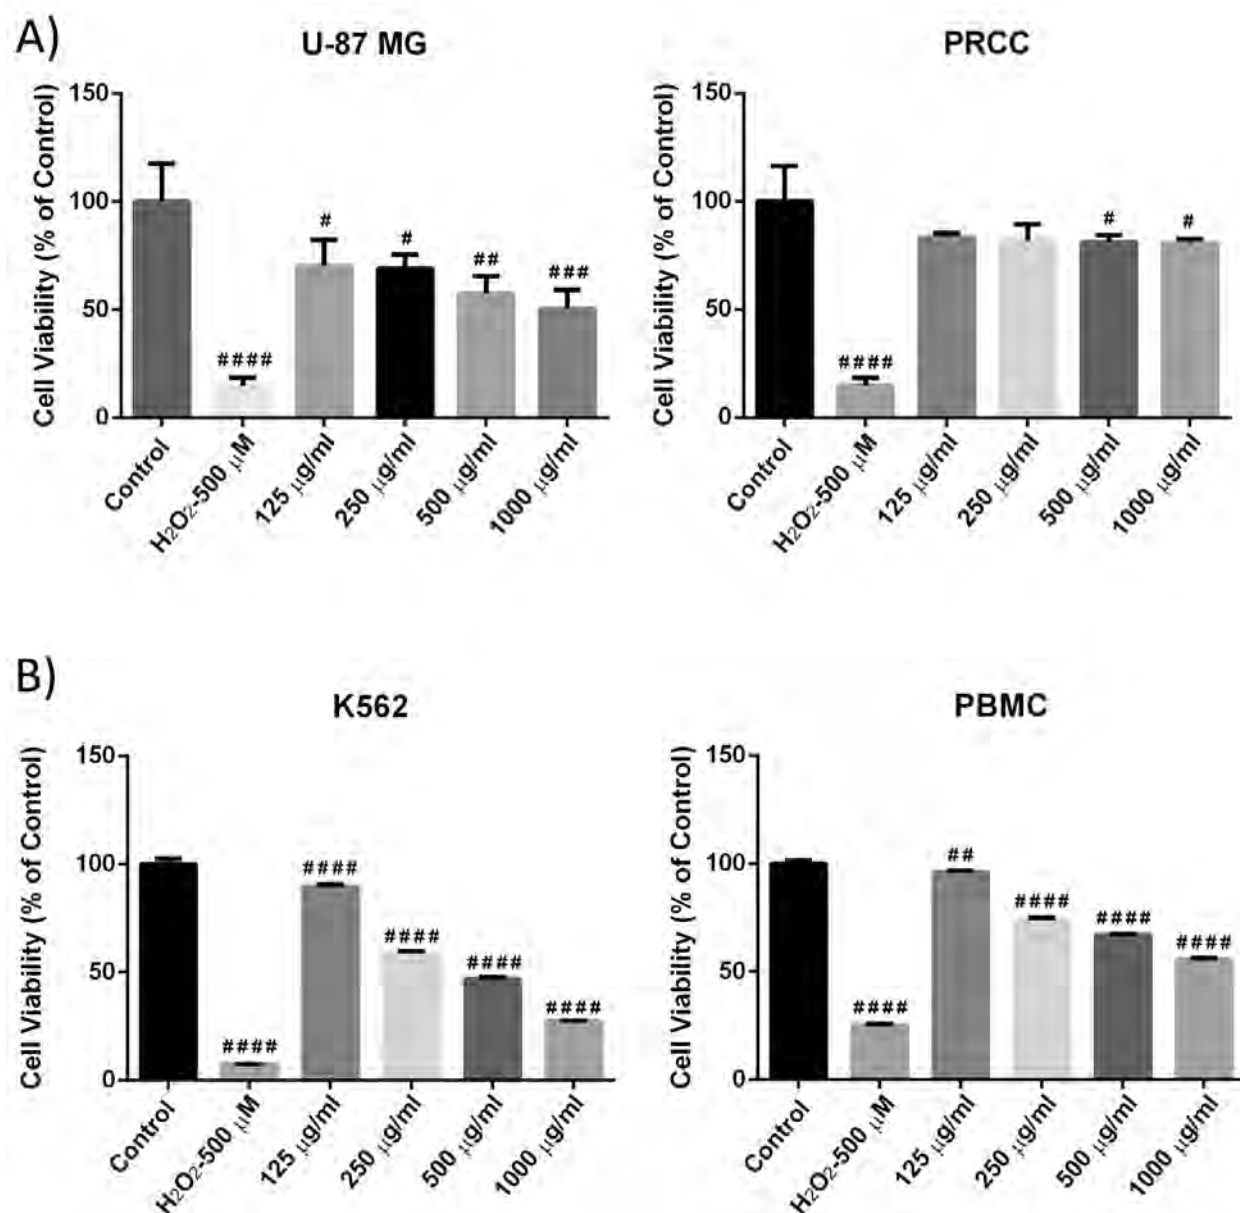 A)
U-87 MG
Cell Viability (% of Control)
150
100
50
0
####
#
#
##
###
Control
H₂O₂-500 μM
125 μg/ml
250 μg/ml
500 μg/ml
1000 μg/ml
PRCC
Cell Viability (% of Control)
150
100
50
0
####
#
#
Control
H₂O₂-500 μM
125 μg/ml
250 μg/ml
500 μg/ml
1000 μg/ml
B)
K562
Cell Viability (% of Control)
150
100
50
0
####
####
####
####
####
Control
H₂O₂-500 μM
125 μg/ml
250 μg/ml
500 μg/ml
1000 μg/ml
PBMC
Cell Viability (% of Control)
150
100
50
0
####
##
####
####
####
Control
H₂O₂-500 μM
125 μg/ml
250 μg/ml
500 μg/ml
1000 μg/ml